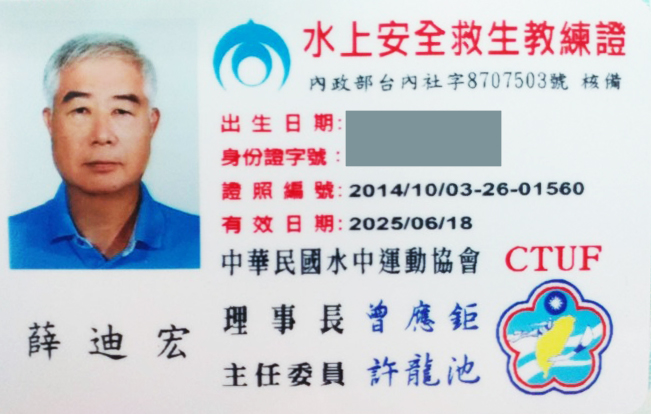 水上安全救生教練證
內政部台內社字8707503號 核備
出生日期:
身份證字號:
證照編號:2014/10/03-26-01560
有效日期:2025/06/18
中華民國水中運動協會 CTUF
理事長 曾應鉅
薛迪宏
主任委員 許龍池